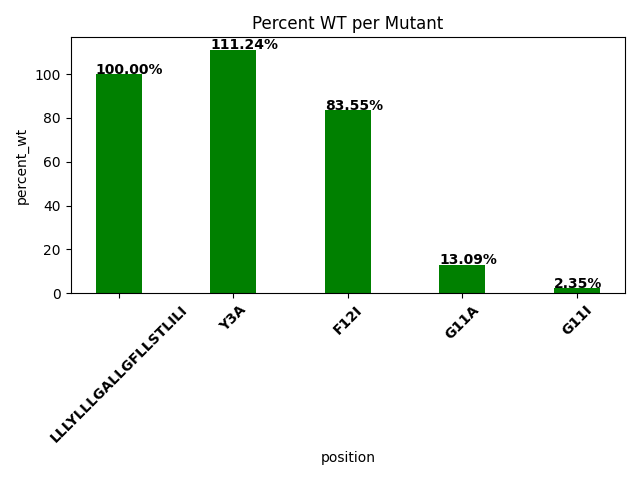 Percent WT per Mutant
111.24%
100.00%
83.55%
13.09%
2.35%
100
80
60
40
20
0
percent_wt
LLLYLLLGALLGFLLSTLILI
Y3A
F12I
G11A
G11I
position